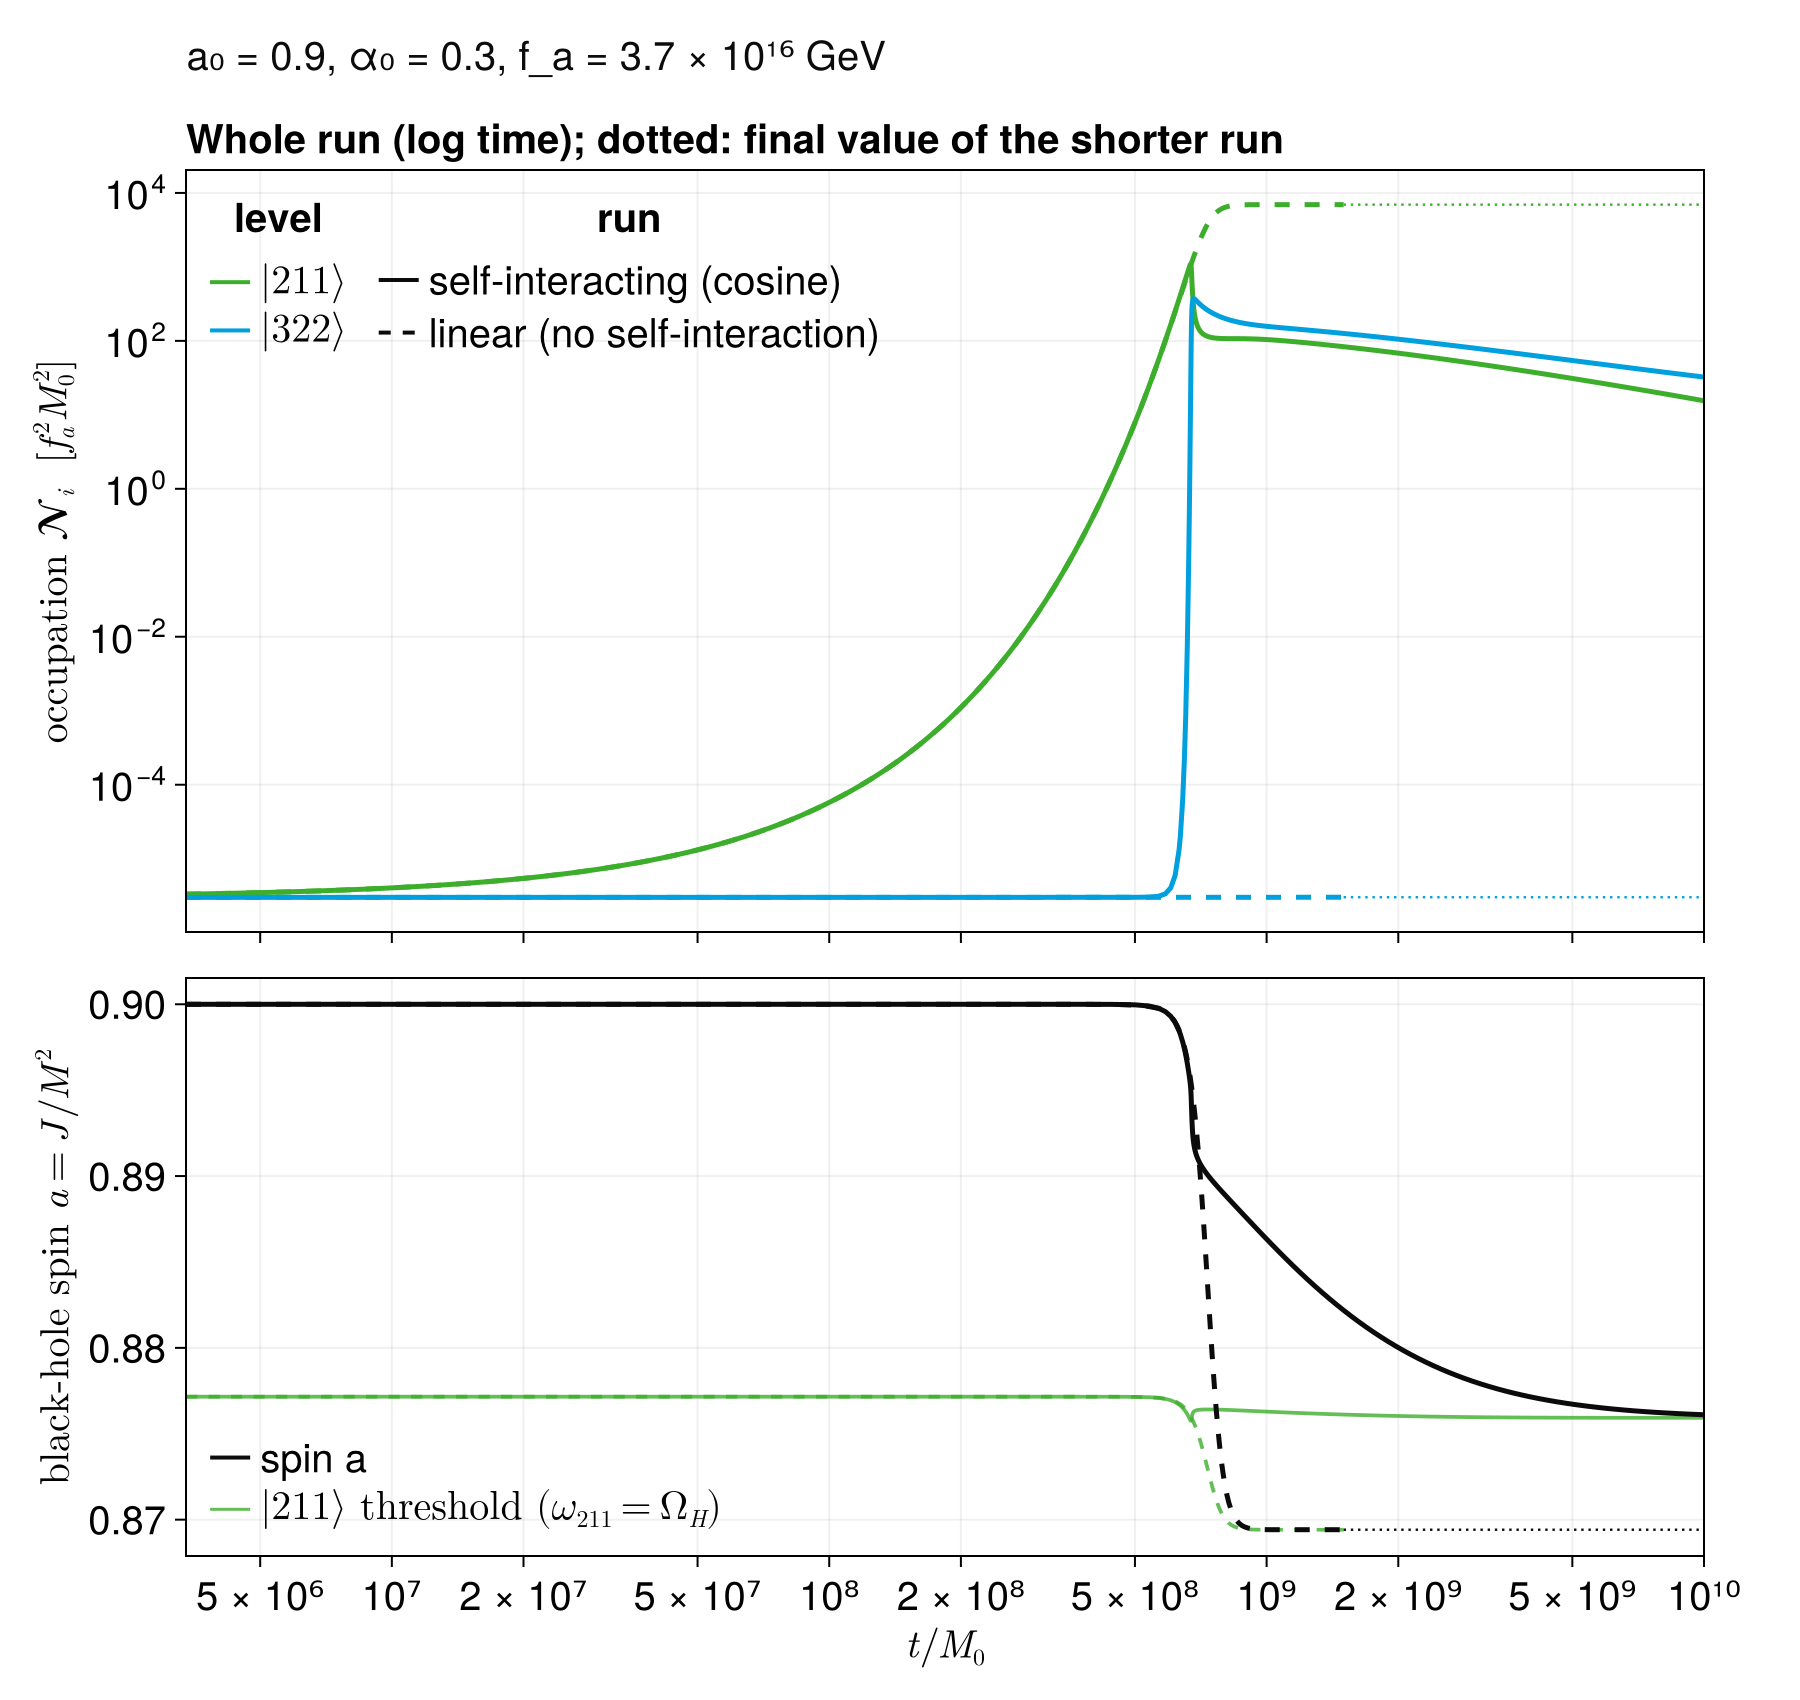 a₀ = 0.9, α₀ = 0.3, f_a = 3.7 × 10¹⁶ GeV
Whole run (log time); dotted: final value of the shorter run
level
|211⟩
|322⟩
run
self-interacting (cosine)
linear (no self-interaction)
occupation 𝒩ᵢ [f²ₐM²₀]
10⁴
10²
10⁰
10⁻²
10⁻⁴
black-hole spin a = J/M²
0.90
0.89
0.88
0.87
spin a
|211⟩ threshold (ω₂₁₁ = Ω_H)
5 × 10⁶ 10⁷ 2 × 10⁷ 5 × 10⁷ 10⁸ 2 × 10⁸ 5 × 10⁸ 10⁹ 2 × 10⁹ 5 × 10⁹ 10¹⁰
t/M₀